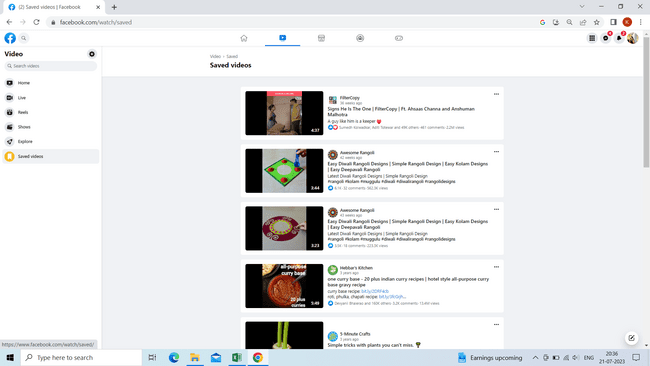 (2) Saved videos | Facebook
facebook.com/watch/saved
Video
Search videos
Home
Live
Reels
Shows
Explore
Saved videos
Video › Saved
Saved videos
4:37
FilterCopy
Signs He Is The One | FilterCopy | Ft. Ahsaas Channa and Anshuman
Malhotra
A guy like him is a keeper
3:44
Awesome Rangoli
Easy Diwali Rangoli Designs | Simple Rangoli Design | Easy Kolam Designs
| Easy Deepavali Rangoli
Latest Diwali Rangoli Designs | Simple Rangoli Design
#rangoli #kolam #muggulu #diwali #diwalirangoli #rangolidesigns
3:23
Awesome Rangoli
Easy Diwali Rangoli Designs | Simple Rangoli Design | Easy Kolam Designs
| Easy Deepavali Rangoli
Latest Diwali Rangoli Designs | Simple Rangoli Design
#rangoli #kolam #muggulu #diwali #diwalirangoli #rangolidesigns
all-purpose
curry base
20 plus
curries
5:49
Hebbar's Kitchen
one curry base - 20 plus indian curry recipes | hotel style all-purpose curry
base gravy recipe
curry base recipe:
roti, phulka, chapati recipe:
5-Minute Crafts
Simple tricks with plants you can't miss.
https://www.facebook.com/watch/saved/
Type here to search
Earnings upcoming
ENG
20:36
21-07-2023